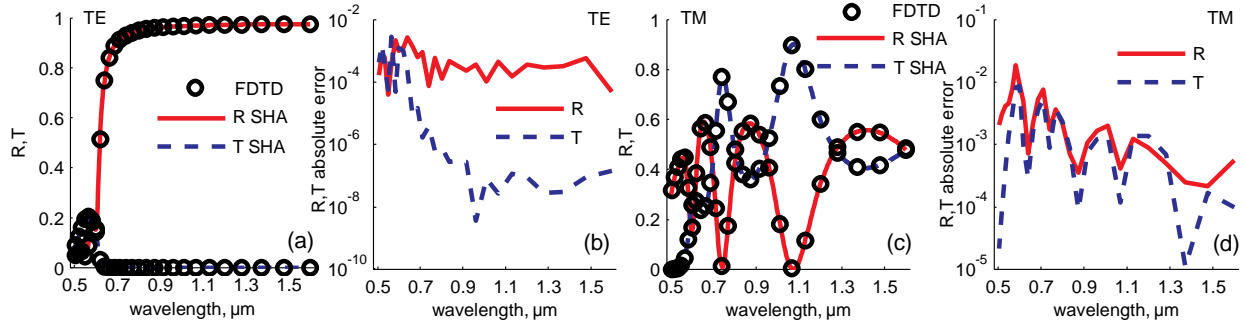 TE
R,T
1
0.8
0.6
0.4
0.2
0
FDTD
R SHA
T SHA
(a)
0.5 0.7 0.9 1.1 1.3 1.5
wavelength, µm
TE
R,T absolute error
10^-2
10^-4
10^-6
10^-8
10^-10
R
T
(b)
0.5 0.7 0.9 1.1 1.3 1.5
wavelength, µm
TM
R,T
1
0.8
0.6
0.4
0.2
0
FDTD
R SHA
T SHA
(c)
0.5 0.7 0.9 1.1 1.3 1.5
wavelength, µm
TM
R,T absolute error
10^-1
10^-2
10^-3
10^-4
10^-5
R
T
(d)
0.5 0.7 0.9 1.1 1.3 1.5
wavelength, µm